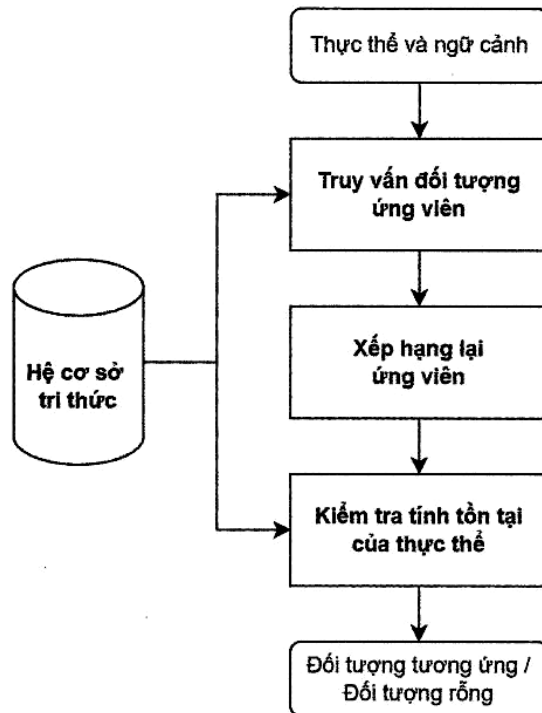 Thực thể và ngữ cảnh
Truy vấn đối tượng
ứng viên
Hệ cơ sở
tri thức
Xếp hạng lại
ứng viên
Kiểm tra tính tồn tại
của thực thể
Đối tượng tương ứng /
Đối tượng rỗng